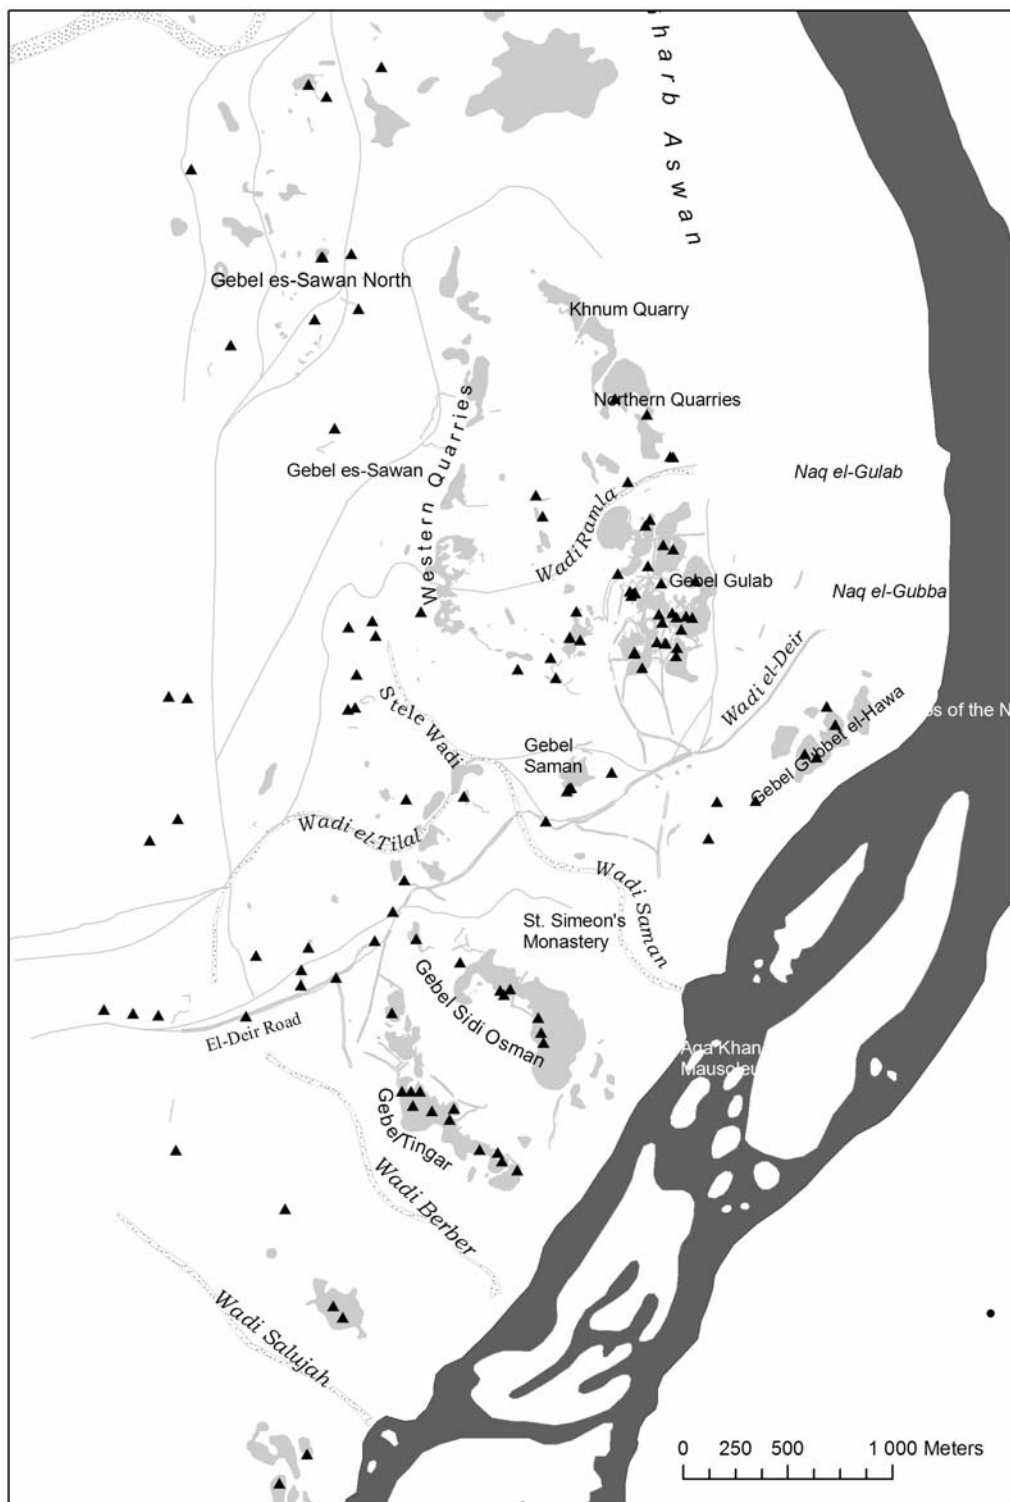 harb Aswan
Gebel es-Sawan North
Khnum Quarry
Northern Quarries
Western Quarries
Gebel es-Sawan
Naq el-Gulab
Wadi Ramla
Gebel Gulab
Naq el-Gubba
Wadi el-Deir
Stele Wadi
Gebel
Saman
Gebel Gubbet el-Hawa
of the N
Wadi el-Tilal
Wadi Saman
St. Simeon's
Monastery
Gebel Sidi Osman
El-Deir Road
Aga Khan
Mausoleu
Gebel Tingar
Wadi Berber
Wadi Salujah
0 250 500 1 000 Meters